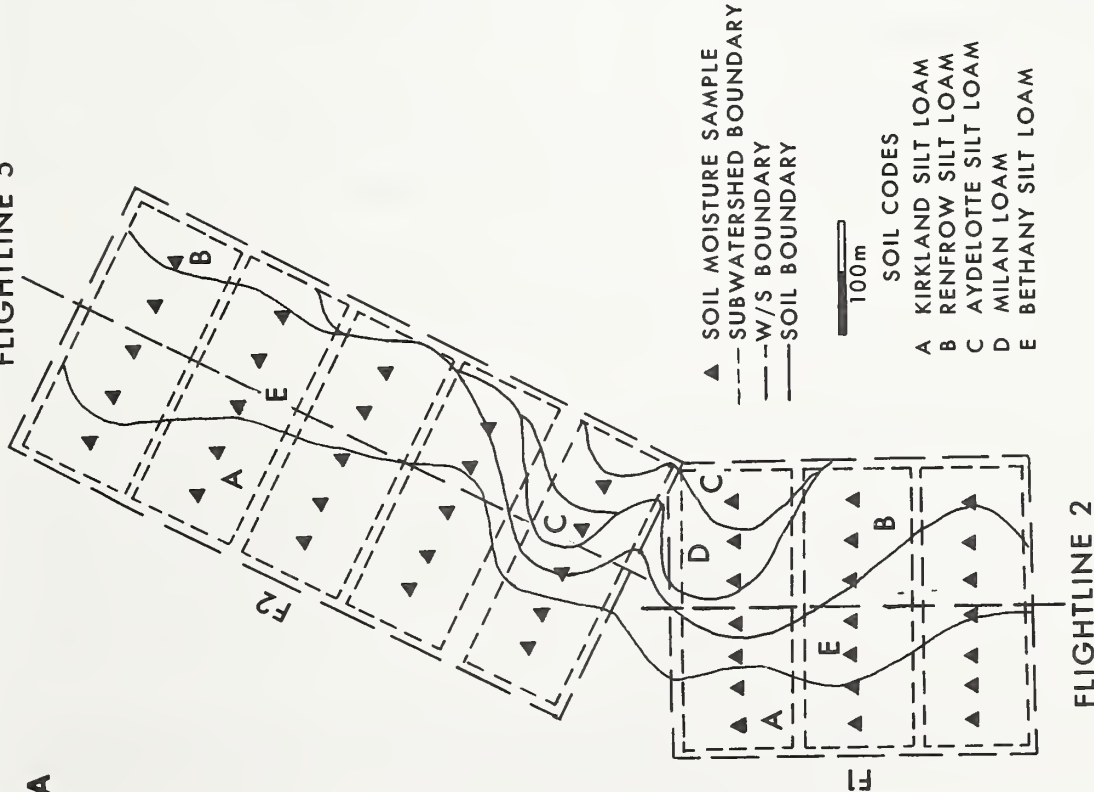 A
FLIGHTLINE 5
B
E
A
C
F2
C
D
B
E
A
F1
FLIGHTLINE 2
SOIL MOISTURE SAMPLE
SUBWATERSHED BOUNDARY
W/S BOUNDARY
SOIL BOUNDARY
100m
SOIL CODES
A KIRKLAND SILT LOAM
B RENFROW SILT LOAM
C AYDELOTTE SILT LOAM
D MILAN LOAM
E BETHANY SILT LOAM